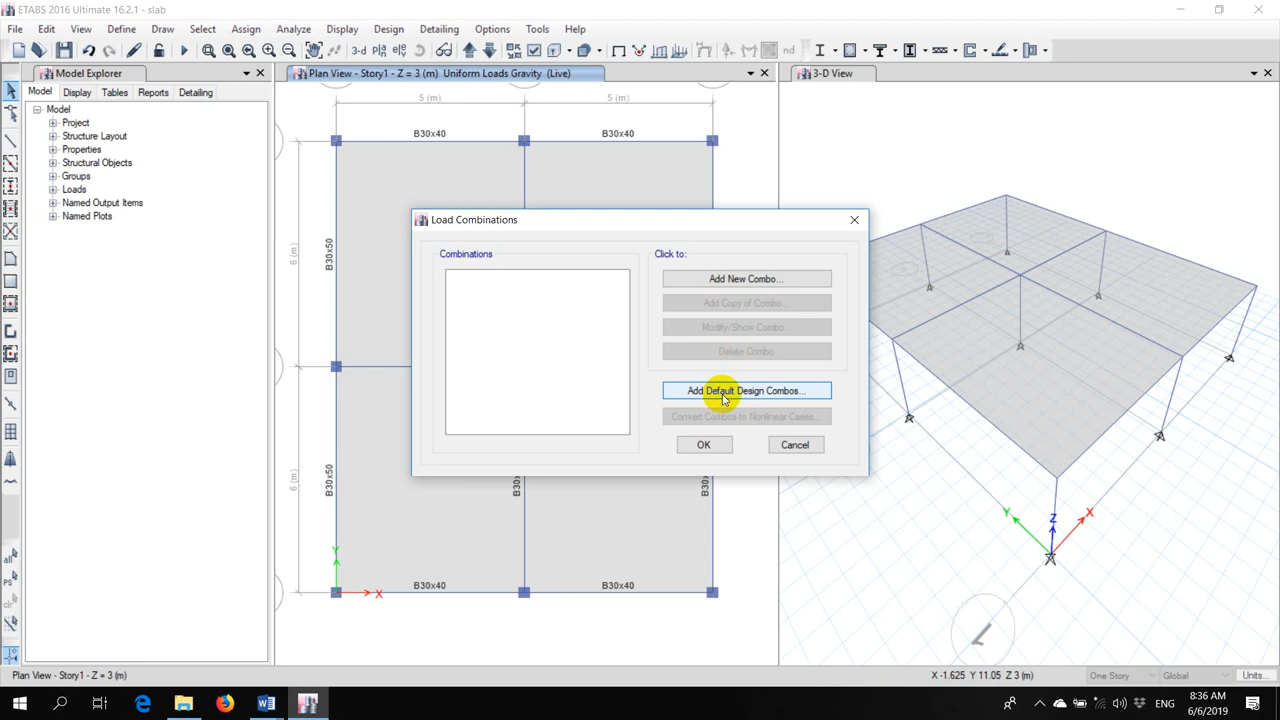 ETABS 2016 Ultimate 16.2.1 - slab
File Edit View Define Draw Select Assign Analyze Display Design Detailing Options Tools Help
3-d
nd
Model Explorer
Plan View - Story1 - Z = 3 (m) Uniform Loads Gravity (Live)
3-D View
Model Display Tables Reports Detailing
Model
Project
Structure Layout
Properties
Structural Objects
Groups
Loads
Named Output Items
Named Plots
all
PS
clr
5 (m) 5 (m)
B30x40 B30x40
6 (m)
B30x50
6 (m)
B30x50
B30x40 B30x40
Y
X
Load Combinations
Combinations
Click to:
Add New Combo...
Add Copy of Combo...
Modify/Show Combo...
Delete Combo
Add Default Design Combos...
Convert Combos to Nonlinear Cases...
OK Cancel
Y Z X
Plan View - Story1 - Z = 3 (m)
X -1.625 Y 11.05 Z 3 (m)
One Story Global Units...
ENG
8:36 AM
6/6/2019